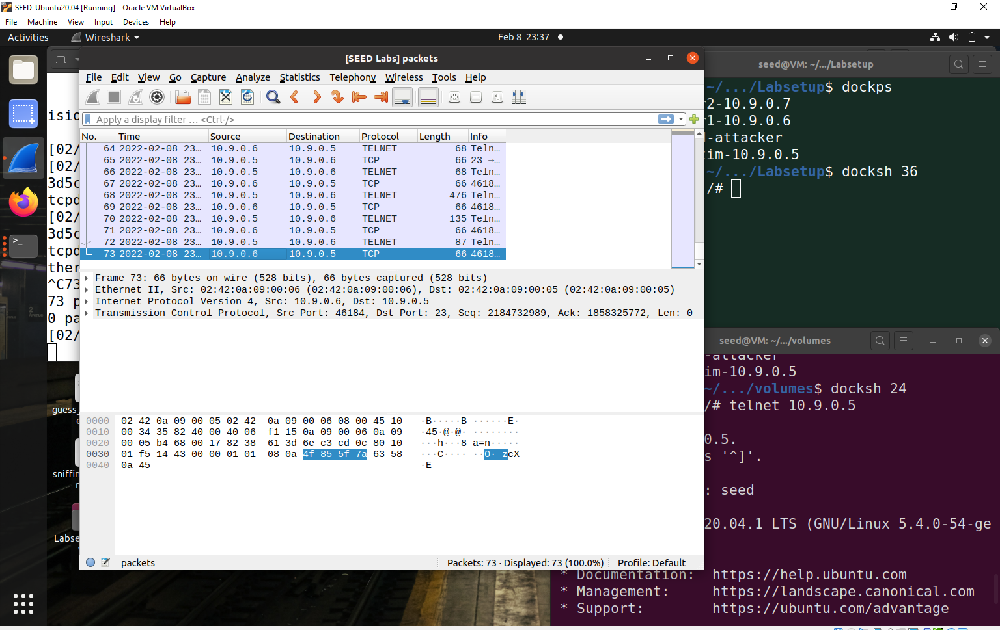 SEED-Ubuntu20.04 [Running] - Oracle VM VirtualBox
File Machine View Input Devices Help
Activities Wireshark Feb 8 23:37
[SEED Labs] packets
File Edit View Go Capture Analyze Statistics Telephony Wireless Tools Help
Apply a display filter … <Ctrl-/>
No. Time Source Destination Protocol Length Info
64 2022-02-08 23… 10.9.0.6 10.9.0.5 TELNET 68 Teln…
65 2022-02-08 23… 10.9.0.5 10.9.0.6 TCP 66 23 →…
66 2022-02-08 23… 10.9.0.5 10.9.0.6 TELNET 68 Teln…
67 2022-02-08 23… 10.9.0.6 10.9.0.5 TCP 66 4618…
68 2022-02-08 23… 10.9.0.5 10.9.0.6 TELNET 476 Teln…
69 2022-02-08 23… 10.9.0.6 10.9.0.5 TCP 66 4618…
70 2022-02-08 23… 10.9.0.5 10.9.0.6 TELNET 135 Teln…
71 2022-02-08 23… 10.9.0.6 10.9.0.5 TCP 66 4618…
72 2022-02-08 23… 10.9.0.5 10.9.0.6 TELNET 87 Teln…
73 2022-02-08 23… 10.9.0.6 10.9.0.5 TCP 66 4618…
Frame 73: 66 bytes on wire (528 bits), 66 bytes captured (528 bits)
Ethernet II, Src: 02:42:0a:09:00:06 (02:42:0a:09:00:06), Dst: 02:42:0a:09:00:05 (02:42:0a:09:00:05)
Internet Protocol Version 4, Src: 10.9.0.6, Dst: 10.9.0.5
Transmission Control Protocol, Src Port: 46184, Dst Port: 23, Seq: 2184732989, Ack: 1858325772, Len: 0
0000 02 42 0a 09 00 05 02 42 0a 09 00 06 08 00 45 10 ·B·····B ······E·
0010 00 34 35 82 40 00 40 06 f1 15 0a 09 00 06 0a 09 ·45·@·@· ········
0020 00 05 b4 68 00 17 82 38 61 3d 6e c3 cd 0c 80 10 ···h···8 a=n·····
0030 01 f5 14 43 00 00 01 01 08 0a 4f 85 5f 7a 63 58 ···C···· ··O·_zcX
0040 0a 45 ·E
packets Packets: 73 · Displayed: 73 (100.0%) Profile: Default
isio
[02/
[02/
3d5c
tcpd
[02/
3d5c
tcpd
ther
^C73
73 p
0 pa
[02/
guess_
e
sniffin
r
Labse
seed@VM: ~/.../Labsetup
~/.../Labsetup$ dockps
r2-10.9.0.7
r1-10.9.0.6
-attacker
tim-10.9.0.5
~/.../Labsetup$ docksh 36
/#
seed@VM: ~/.../volumes
-attacker
im-10.9.0.5
~/.../volumes$ docksh 24
/# telnet 10.9.0.5
0.5.
s '^]'.
: seed
20.04.1 LTS (GNU/Linux 5.4.0-54-ge
* Documentation: https://help.ubuntu.com
* Management: https://landscape.canonical.com
* Support: https://ubuntu.com/advantage